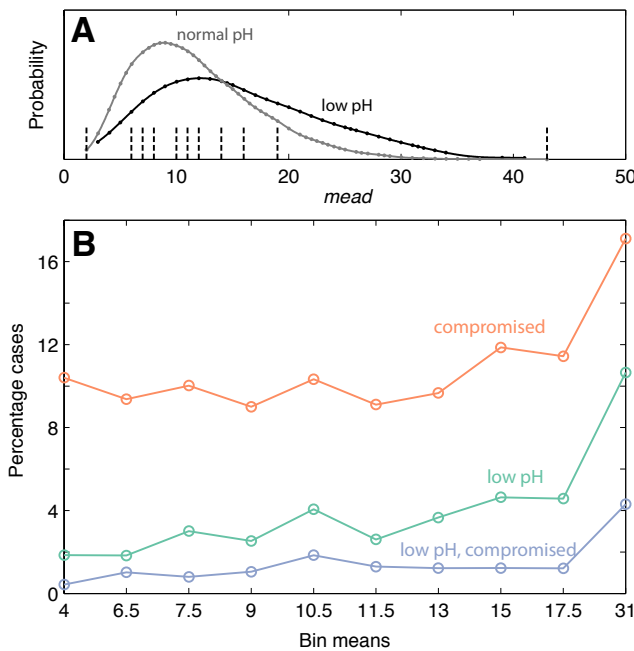 A
normal pH
low pH
Probability
0 10 20 30 40 50
mead
B
16
12
8
4
0
compromised
low pH
low pH, compromised
Percentage cases
4 6.5 7.5 9 10.5 11.5 13 15 17.5 31
Bin means